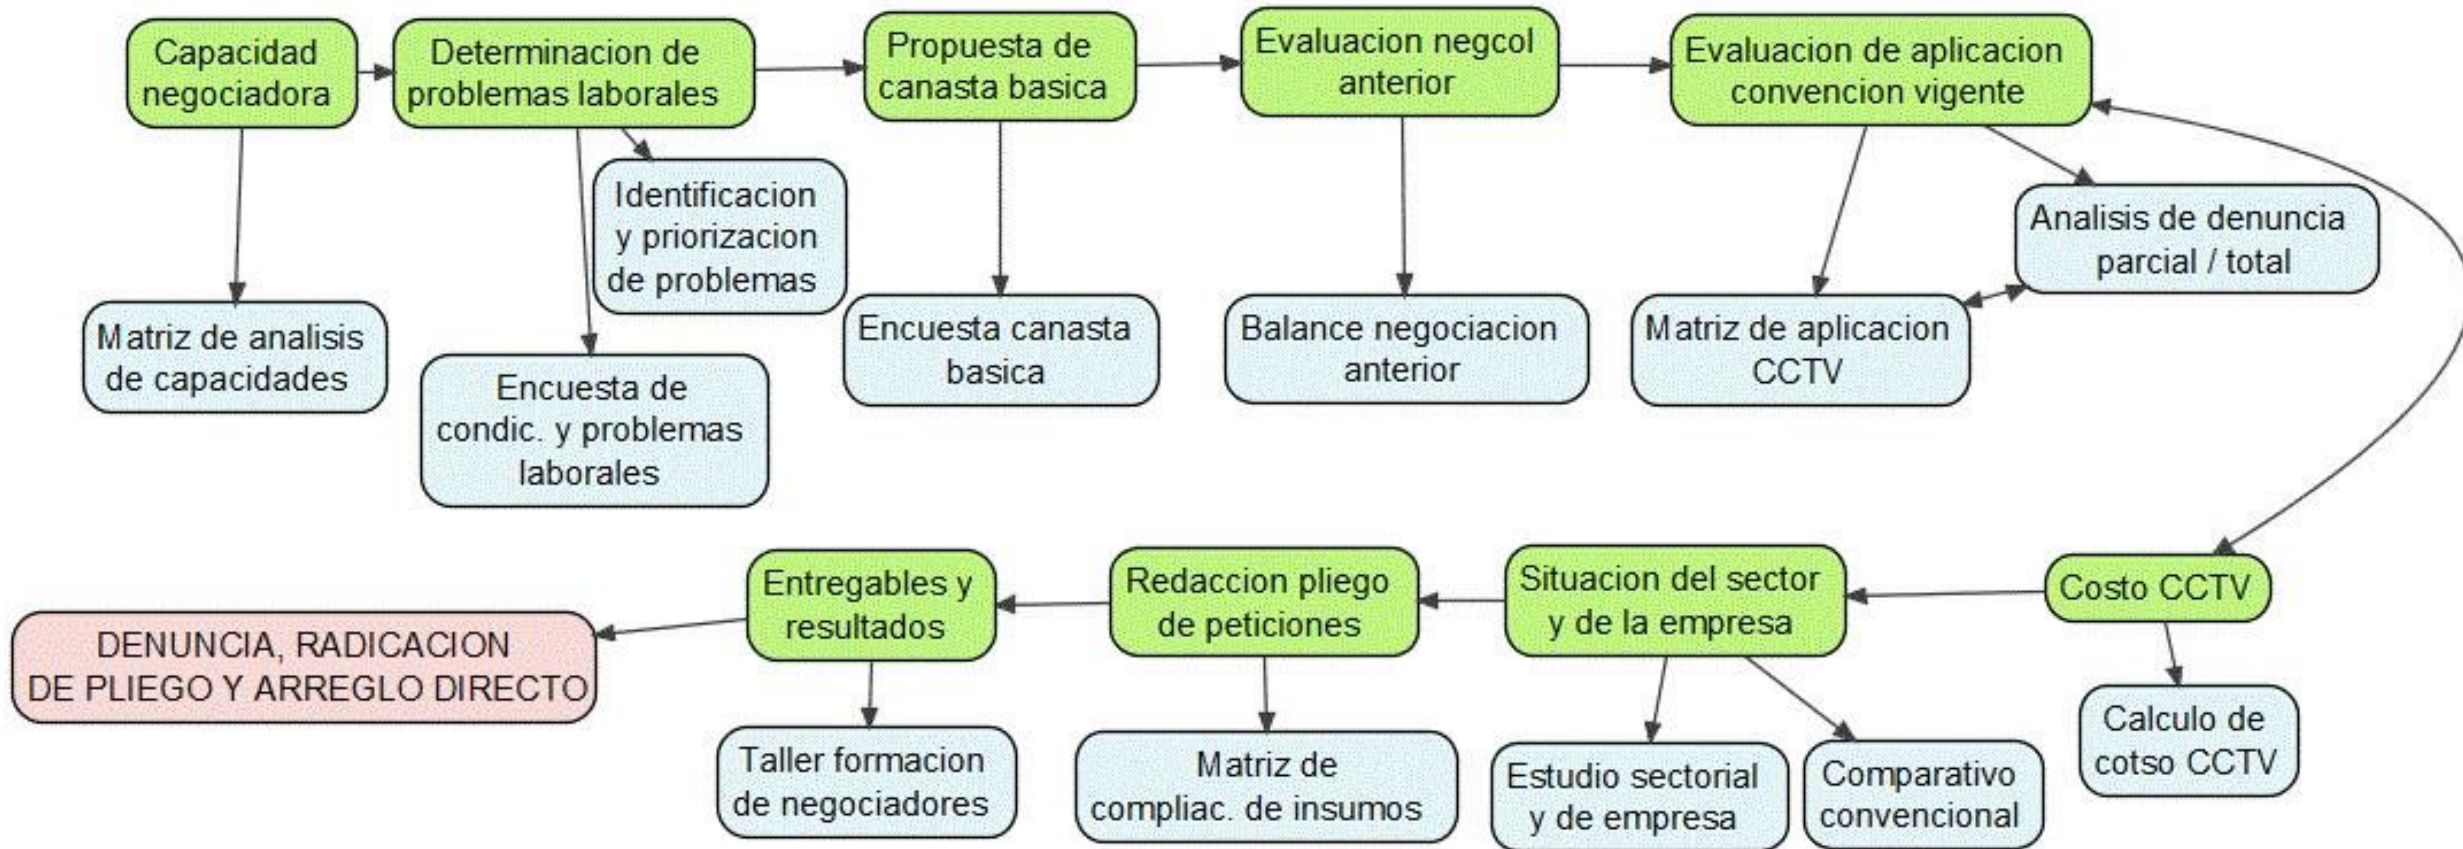 Capacidad
negociadora
Determinacion de
problemas laborales
Propuesta de
canasta basica
Evaluacion negcol
anterior
Evaluacion de aplicacion
convencion vigente
Identificacion
y priorizacion
de problemas
Analisis de denuncia
parcial / total
Matriz de analisis
de capacidades
Encuesta de
condic. y problemas
laborales
Encuesta canasta
basica
Balance negociacion
anterior
Matriz de aplicacion
CCTV
DENUNCIA, RADICACION
DE PLIEGO Y ARREGLO DIRECTO
Entregables y
resultados
Redaccion pliego
de peticiones
Situacion del sector
y de la empresa
Costo CCTV
Taller formacion
de negociadores
Matriz de
compliac. de insumos
Estudio sectorial
y de empresa
Comparativo
convencional
Calculo de
cotso CCTV